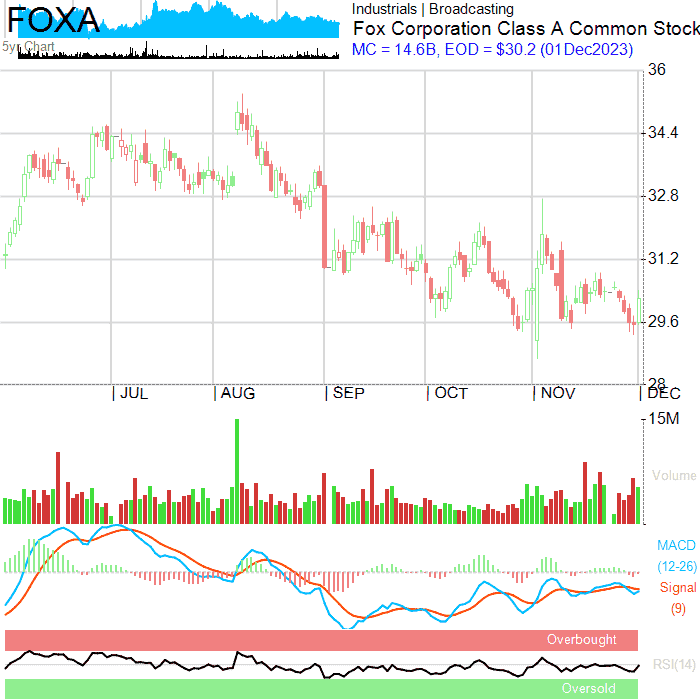 FOXA
Industrials | Broadcasting
Fox Corporation Class A Common Stock
5yr Chart
MC = 14.6B, EOD = $30.2 (01Dec2023)
36
34.4
32.8
31.2
29.6
28
JUL AUG SEP OCT NOV DEC
15M
Volume
MACD
(12-26)
Signal
(9)
Overbought
RSI(14)
Oversold